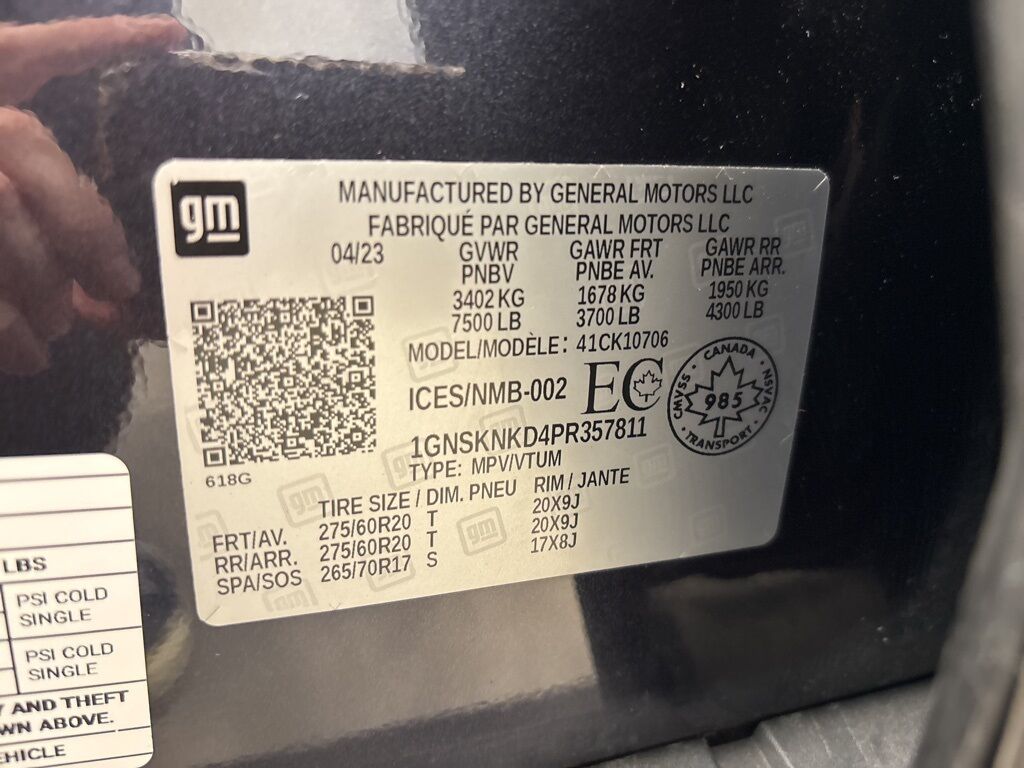 gm
MANUFACTURED BY GENERAL MOTORS LLC
FABRIQUÉ PAR GENERAL MOTORS LLC
04/23 GVWR GAWR FRT GAWR RR
PNBV PNBE AV. PNBE ARR.
3402 KG 1678 KG 1950 KG
7500 LB 3700 LB 4300 LB
MODEL/MODÈLE: 41CK10706
ICES/NMB-002 EC
CANADA
CMVSS 985 NSVAC
TRANSPORT
1GNSKNKD4PR357811
618G
TYPE: MPV/VTUM
TIRE SIZE / DIM. PNEU RIM / JANTE
FRT/AV. 275/60R20 T 20X9J
RR/ARR. 275/60R20 T 20X9J
SPA/SOS 265/70R17 S 17X8J
LBS
PSI COLD
SINGLE
PSI COLD
SINGLE
AND THEFT
WN ABOVE.
EHICLE